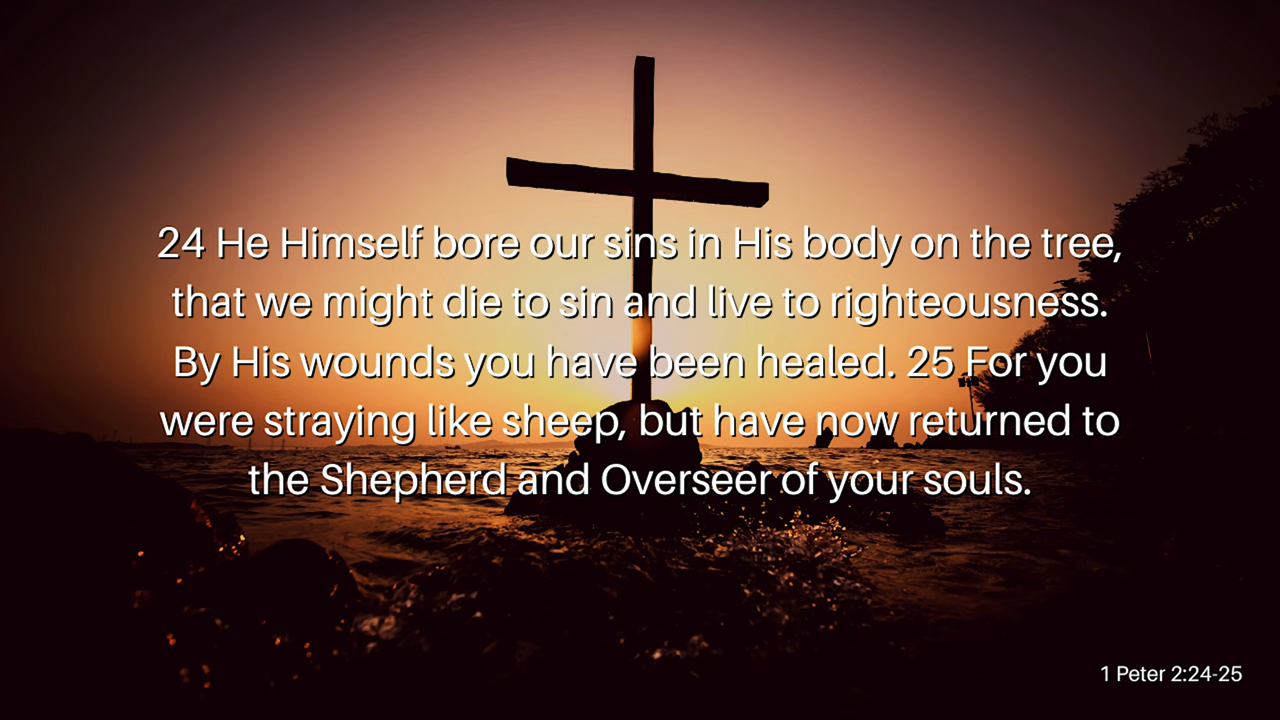 24 He Himself bore our sins in His body on the tree,
that we might die to sin and live to righteousness.
By His wounds you have been healed. 25 For you
were straying like sheep, but have now returned to
the Shepherd and Overseer of your souls.
1 Peter 2:24-25